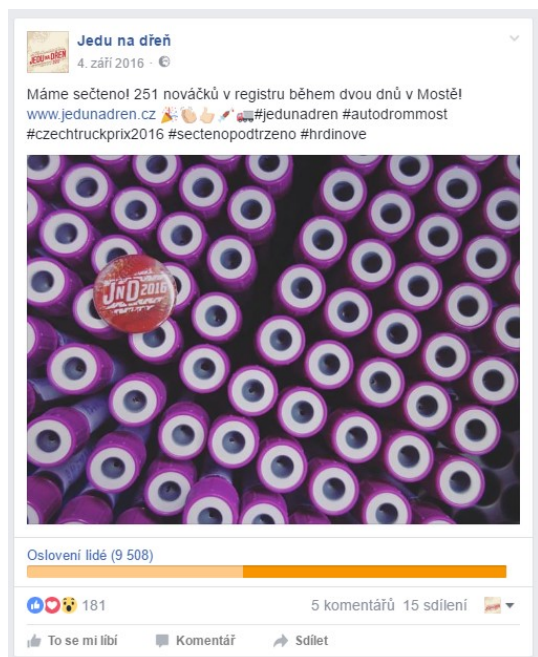 Jedu na dřeň
4. září 2016 ·
Máme sečteno! 251 nováčků v registru během dvou dnů v Mostě!
www.jedunadren.cz 🎉👏👍💉🚛#jedunadren #autodrommost
#czechtruckprix2016 #sectenopodtrzeno #hrdinove
JND2016
Oslovení lidé (9 508)
181
5 komentářů 15 sdílení
To se mi líbí Komentář Sdílet